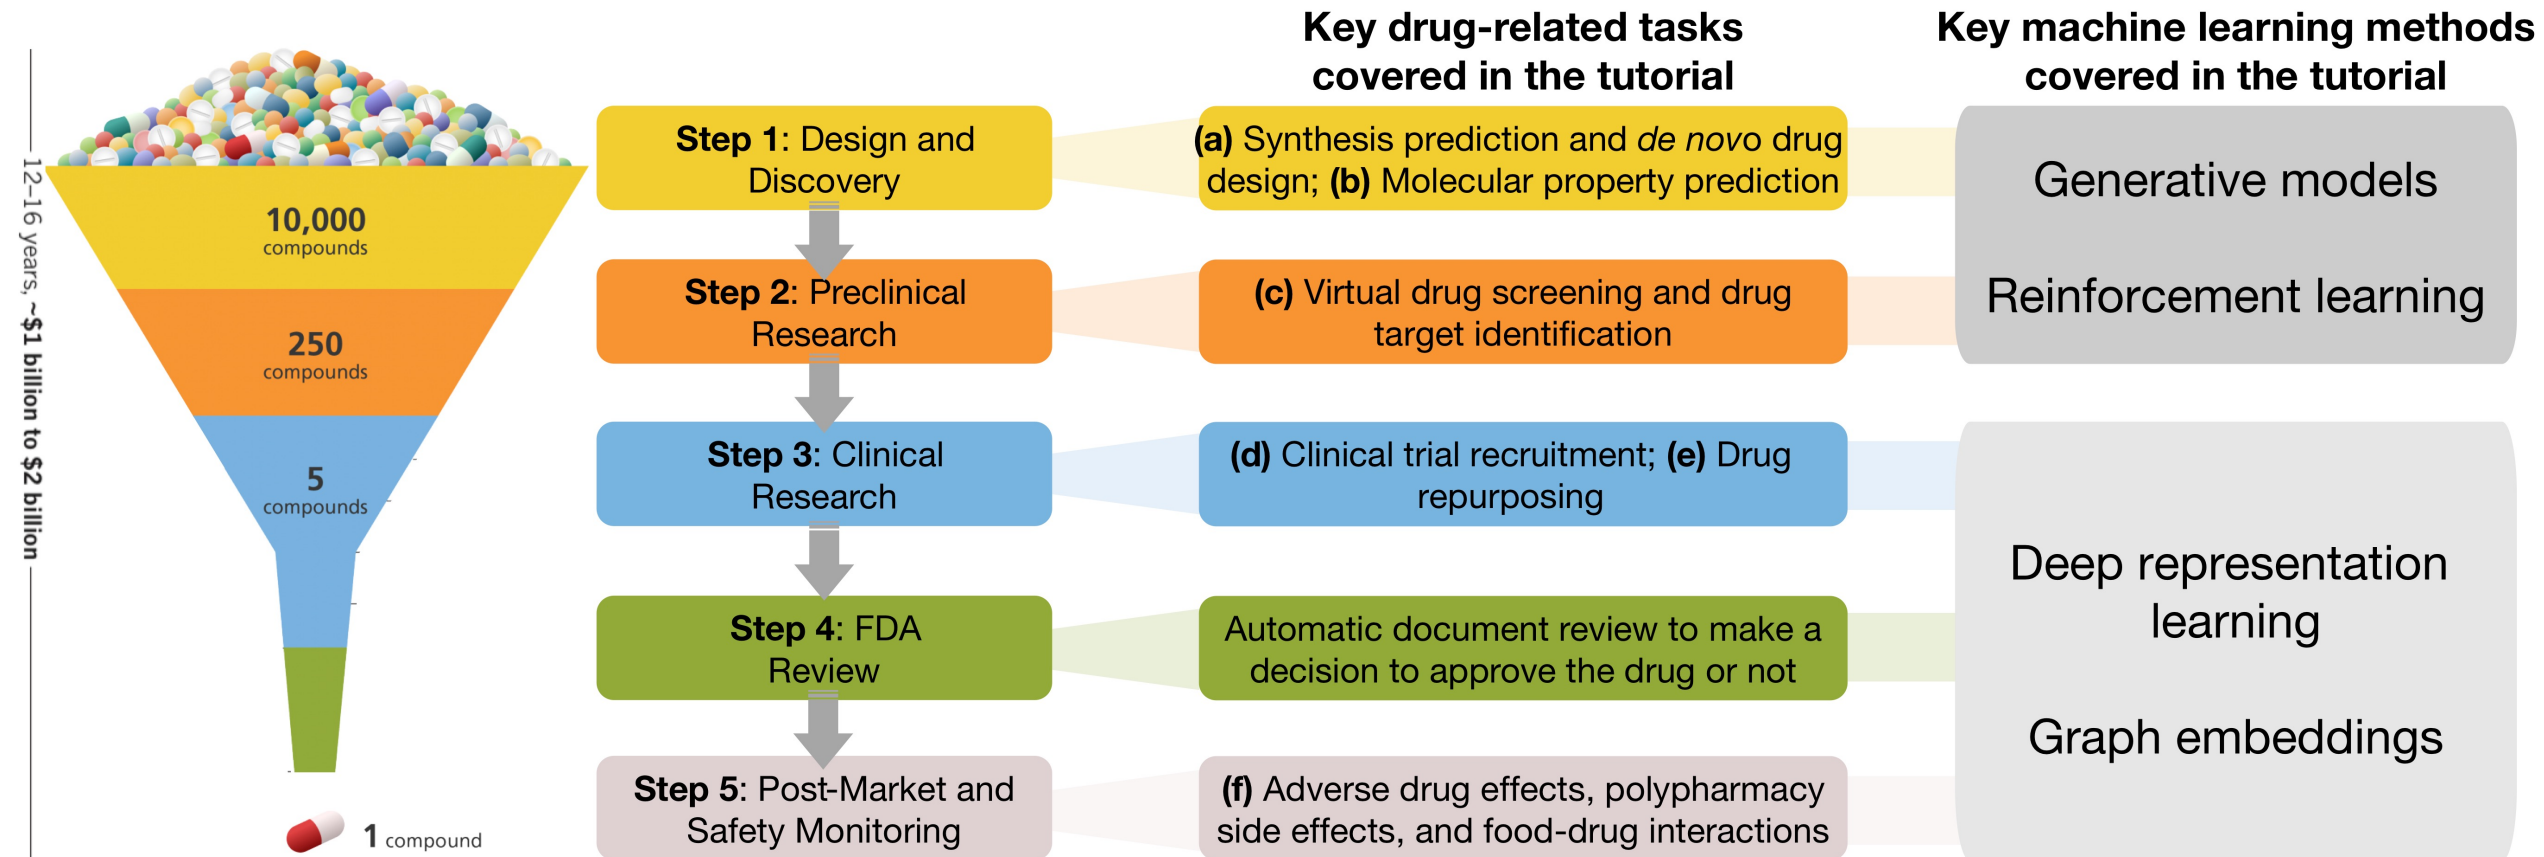 Key drug-related tasks
covered in the tutorial
Key machine learning methods
covered in the tutorial
12–16 years, ~$1 billion to $2 billion
10,000
compounds
250
compounds
5
compounds
1 compound
Step 1: Design and
Discovery
(a) Synthesis prediction and de novo drug
design; (b) Molecular property prediction
Step 2: Preclinical
Research
(c) Virtual drug screening and drug
target identification
Step 3: Clinical
Research
(d) Clinical trial recruitment; (e) Drug
repurposing
Step 4: FDA
Review
Automatic document review to make a
decision to approve the drug or not
Step 5: Post-Market and
Safety Monitoring
(f) Adverse drug effects, polypharmacy
side effects, and food-drug interactions
Generative models
Reinforcement learning
Deep representation
learning
Graph embeddings